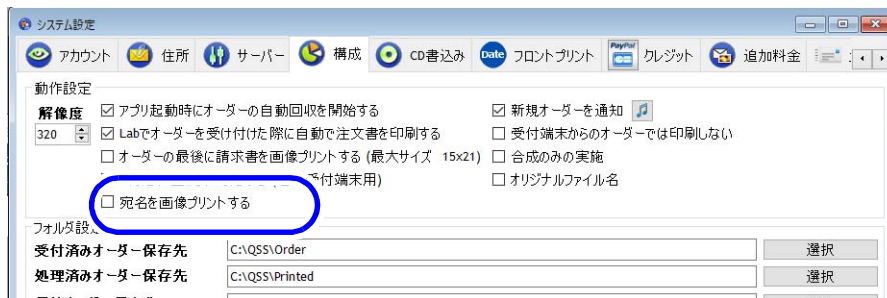 システム設定
アカウント 住所 サーバー 構成 CD書込み Date フロントプリント PayPal クレジット 追加料金
動作設定
解像度 アプリ起動時にオーダーの自動回収を開始する 新規オーダーを通知
320 Labでオーダーを受け付けた際に自動で注文書を印刷する 受付端末からのオーダーでは印刷しない
オーダーの最後に請求書を画像プリントする (最大サイズ 15x21) 合成のみの実施
受付端末用) オリジナルファイル名
宛名を画像プリントする
フォルダ設定
受付済みオーダー保存先 C:\QSS\Order 選択
処理済みオーダー保存先 C:\QSS\Printed 選択